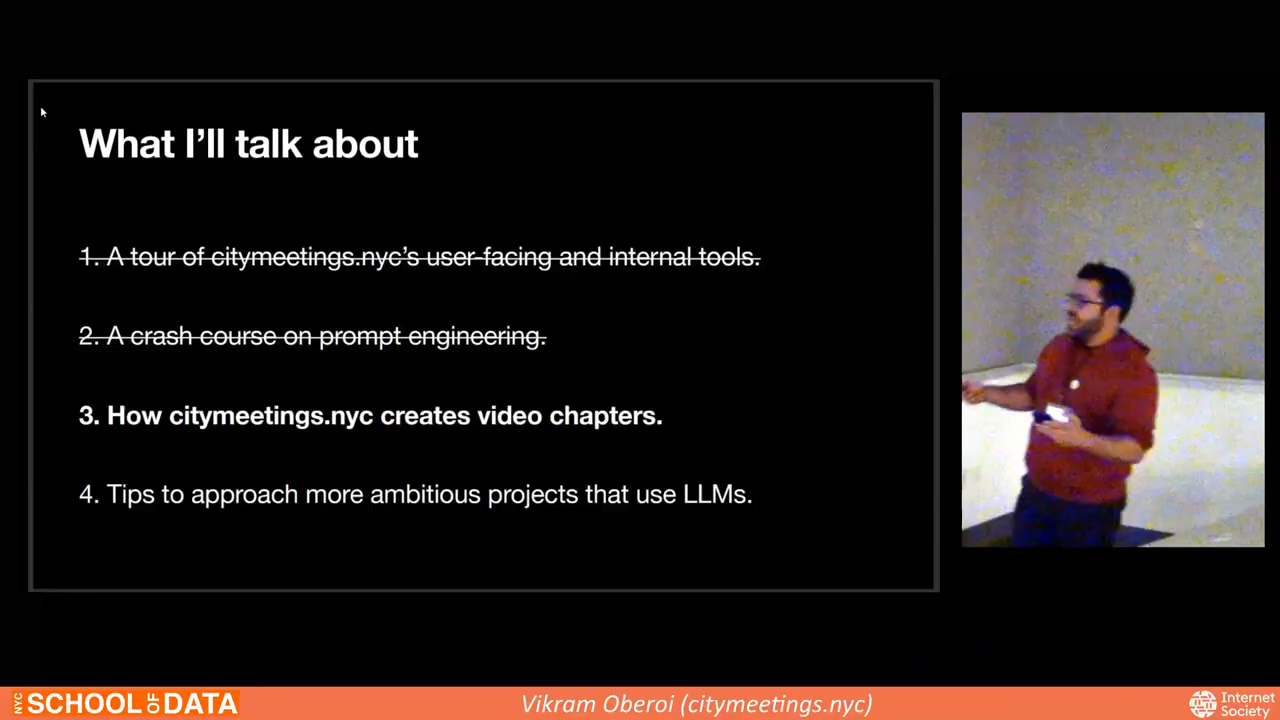 What I'll talk about
1. A tour of citymeetings.nyc's user-facing and internal tools.
2. A crash course on prompt engineering.
3. How citymeetings.nyc creates video chapters.
4. Tips to approach more ambitious projects that use LLMs.
NYC SCHOOL OF DATA
Vikram Oberoi (citymeetings.nyc)
Internet
Society